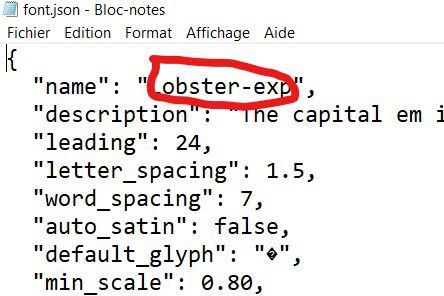 font.json - Bloc-notes
Fichier Edition Format Affichage Aide
{
"name": "Lobster-exp",
"description": "The capital em i
"leading": 24,
"letter_spacing": 1.5,
"word_spacing": 7,
"auto_satin": false,
"default_glyph": "�",
"min_scale": 0.80,